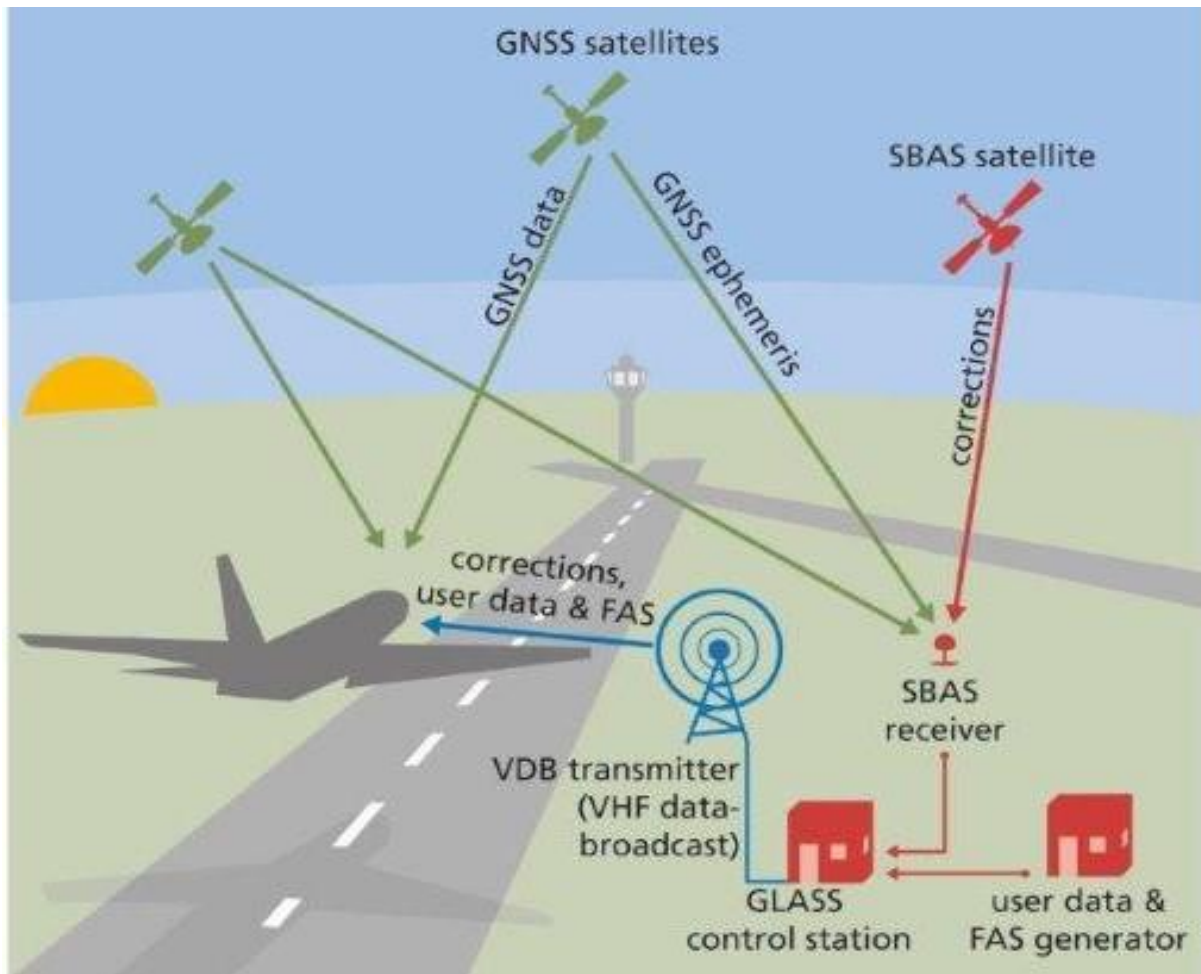 GNSS satellites
SBAS satellite
GNSS data
GNSS ephemeris
corrections
corrections,
user data & FAS
SBAS
receiver
VDB transmitter
(VHF data-
broadcast)
GLASS
control station
user data &
FAS generator